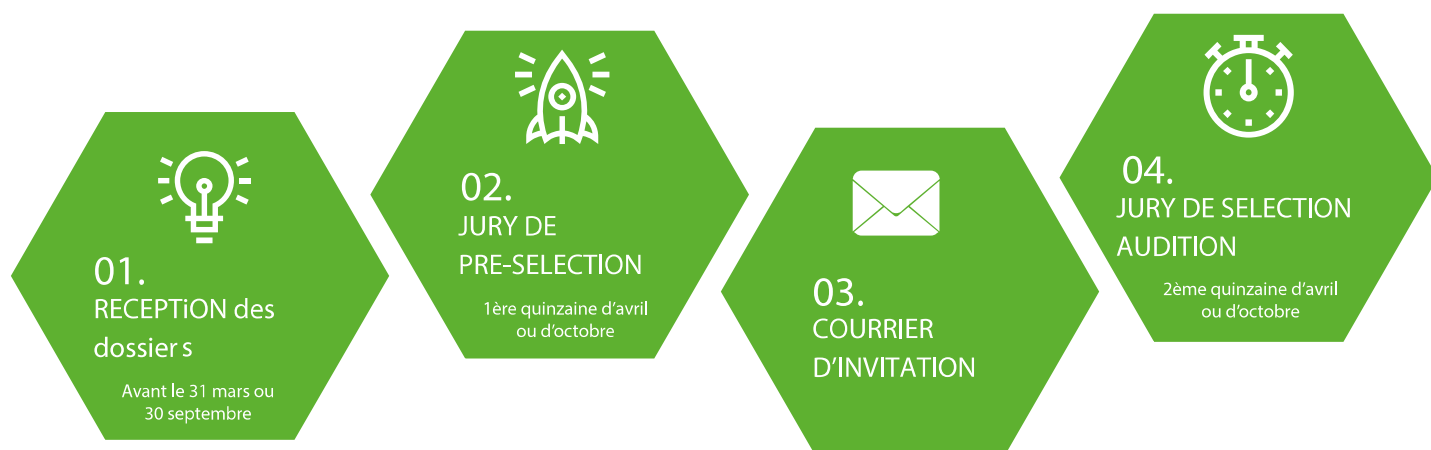 01.
RECEPTiON des
dossiers
Avant le 31 mars ou
30 septembre
02.
JURY DE
PRE-SELECTION
1ère quinzaine d'avril
ou d'octobre
03.
COURRIER
D'INVITATION
04.
JURY DE SELECTION
AUDITION
2ème quinzaine d'avril
ou d'octobre